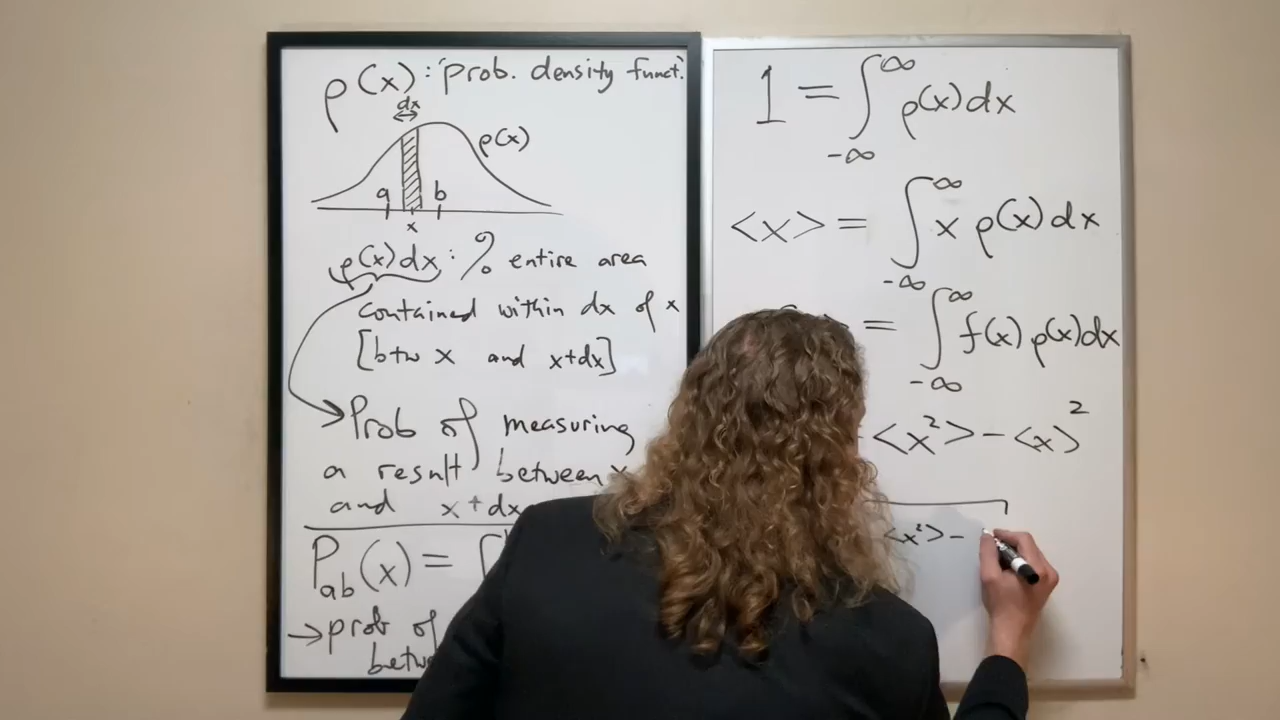 ρ(x): "prob. density funct."
dx
ρ(x)
a b
x
ρ(x)dx: % entire area
contained within dx of x
[btw x and x+dx]
Prob of measuring
a result between x
and x+dx
P_ab(x) = ∫
→ prob of
betwe
1 = ∫_{-∞}^{∞} ρ(x)dx
<x> = ∫_{-∞}^{∞} x ρ(x)dx
> = ∫_{-∞}^{∞} f(x) ρ(x)dx
<x²> - <x>²
<x²> -